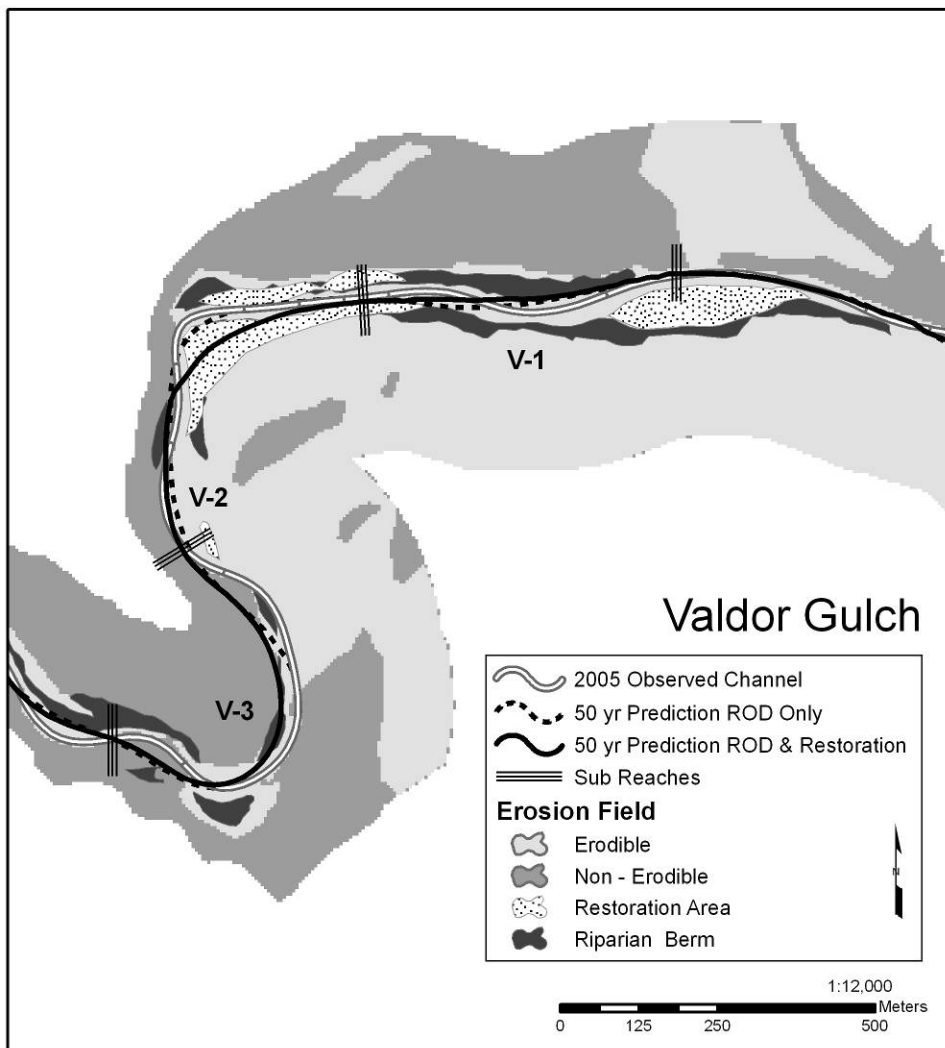 V-1
V-2
V-3
Valdor Gulch
2005 Observed Channel
50 yr Prediction ROD Only
50 yr Prediction ROD & Restoration
Sub Reaches
Erosion Field
Erodible
Non - Erodible
Restoration Area
Riparian Berm
N
1:12,000
Meters
0 125 250 500